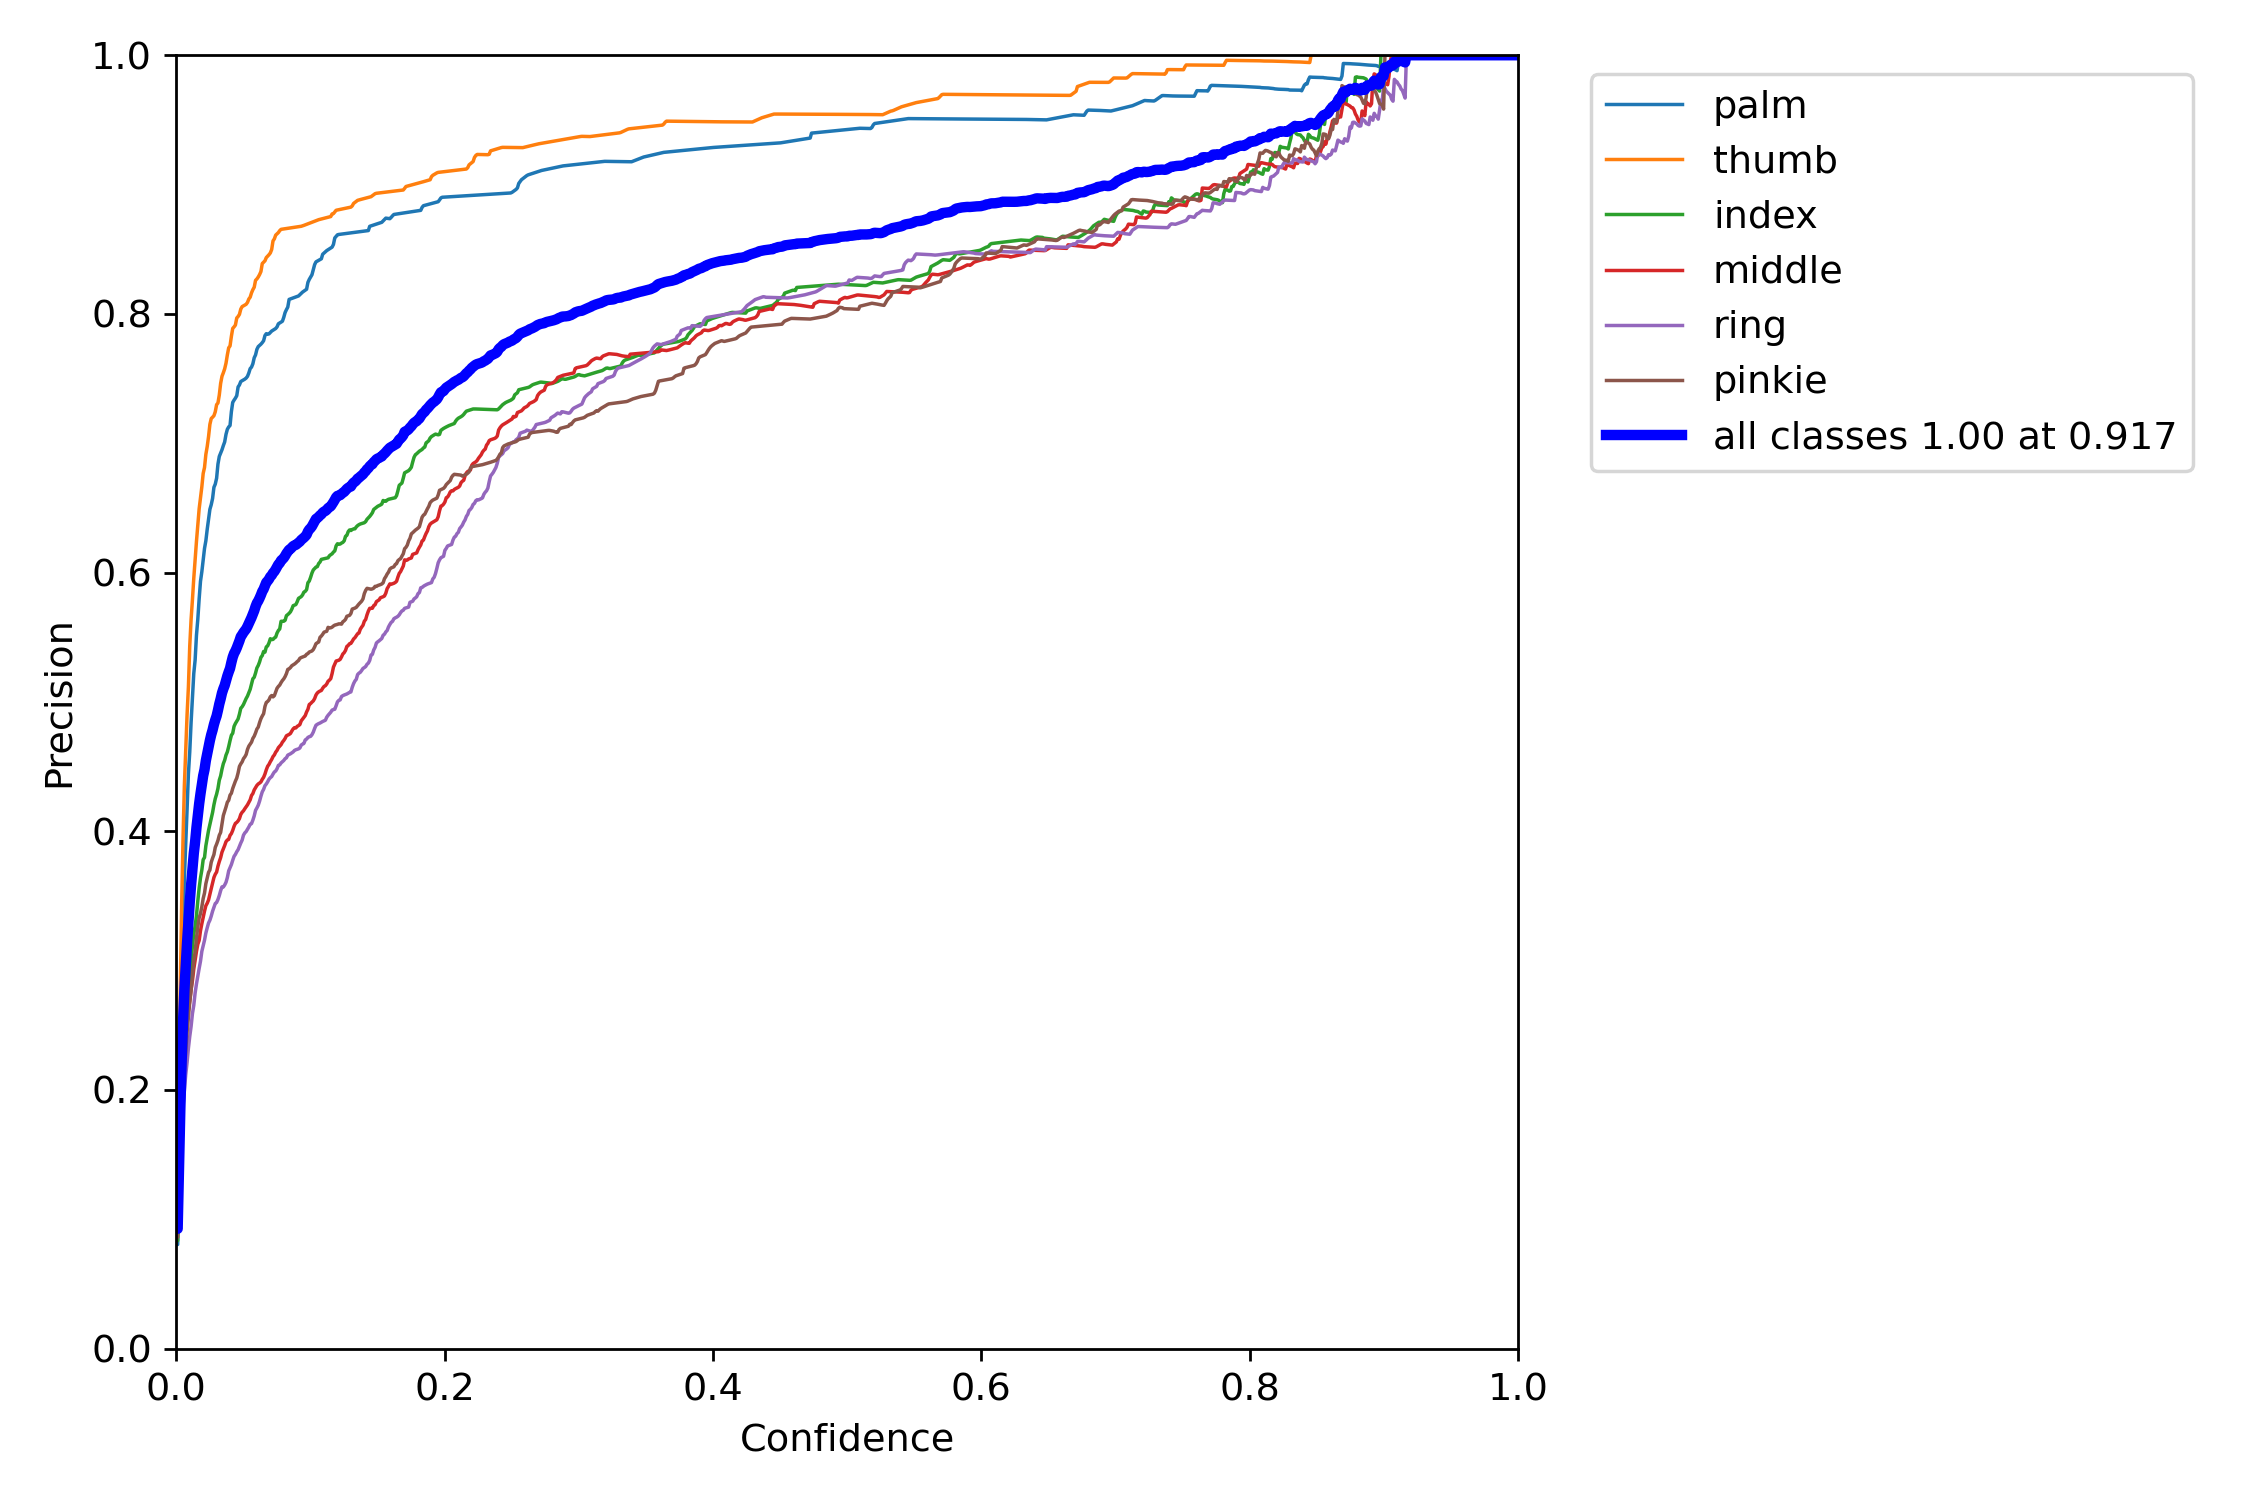 1.0
0.8
0.6
0.4
0.2
0.0
Precision
0.0 0.2 0.4 0.6 0.8 1.0
Confidence
palm
thumb
index
middle
ring
pinkie
all classes 1.00 at 0.917